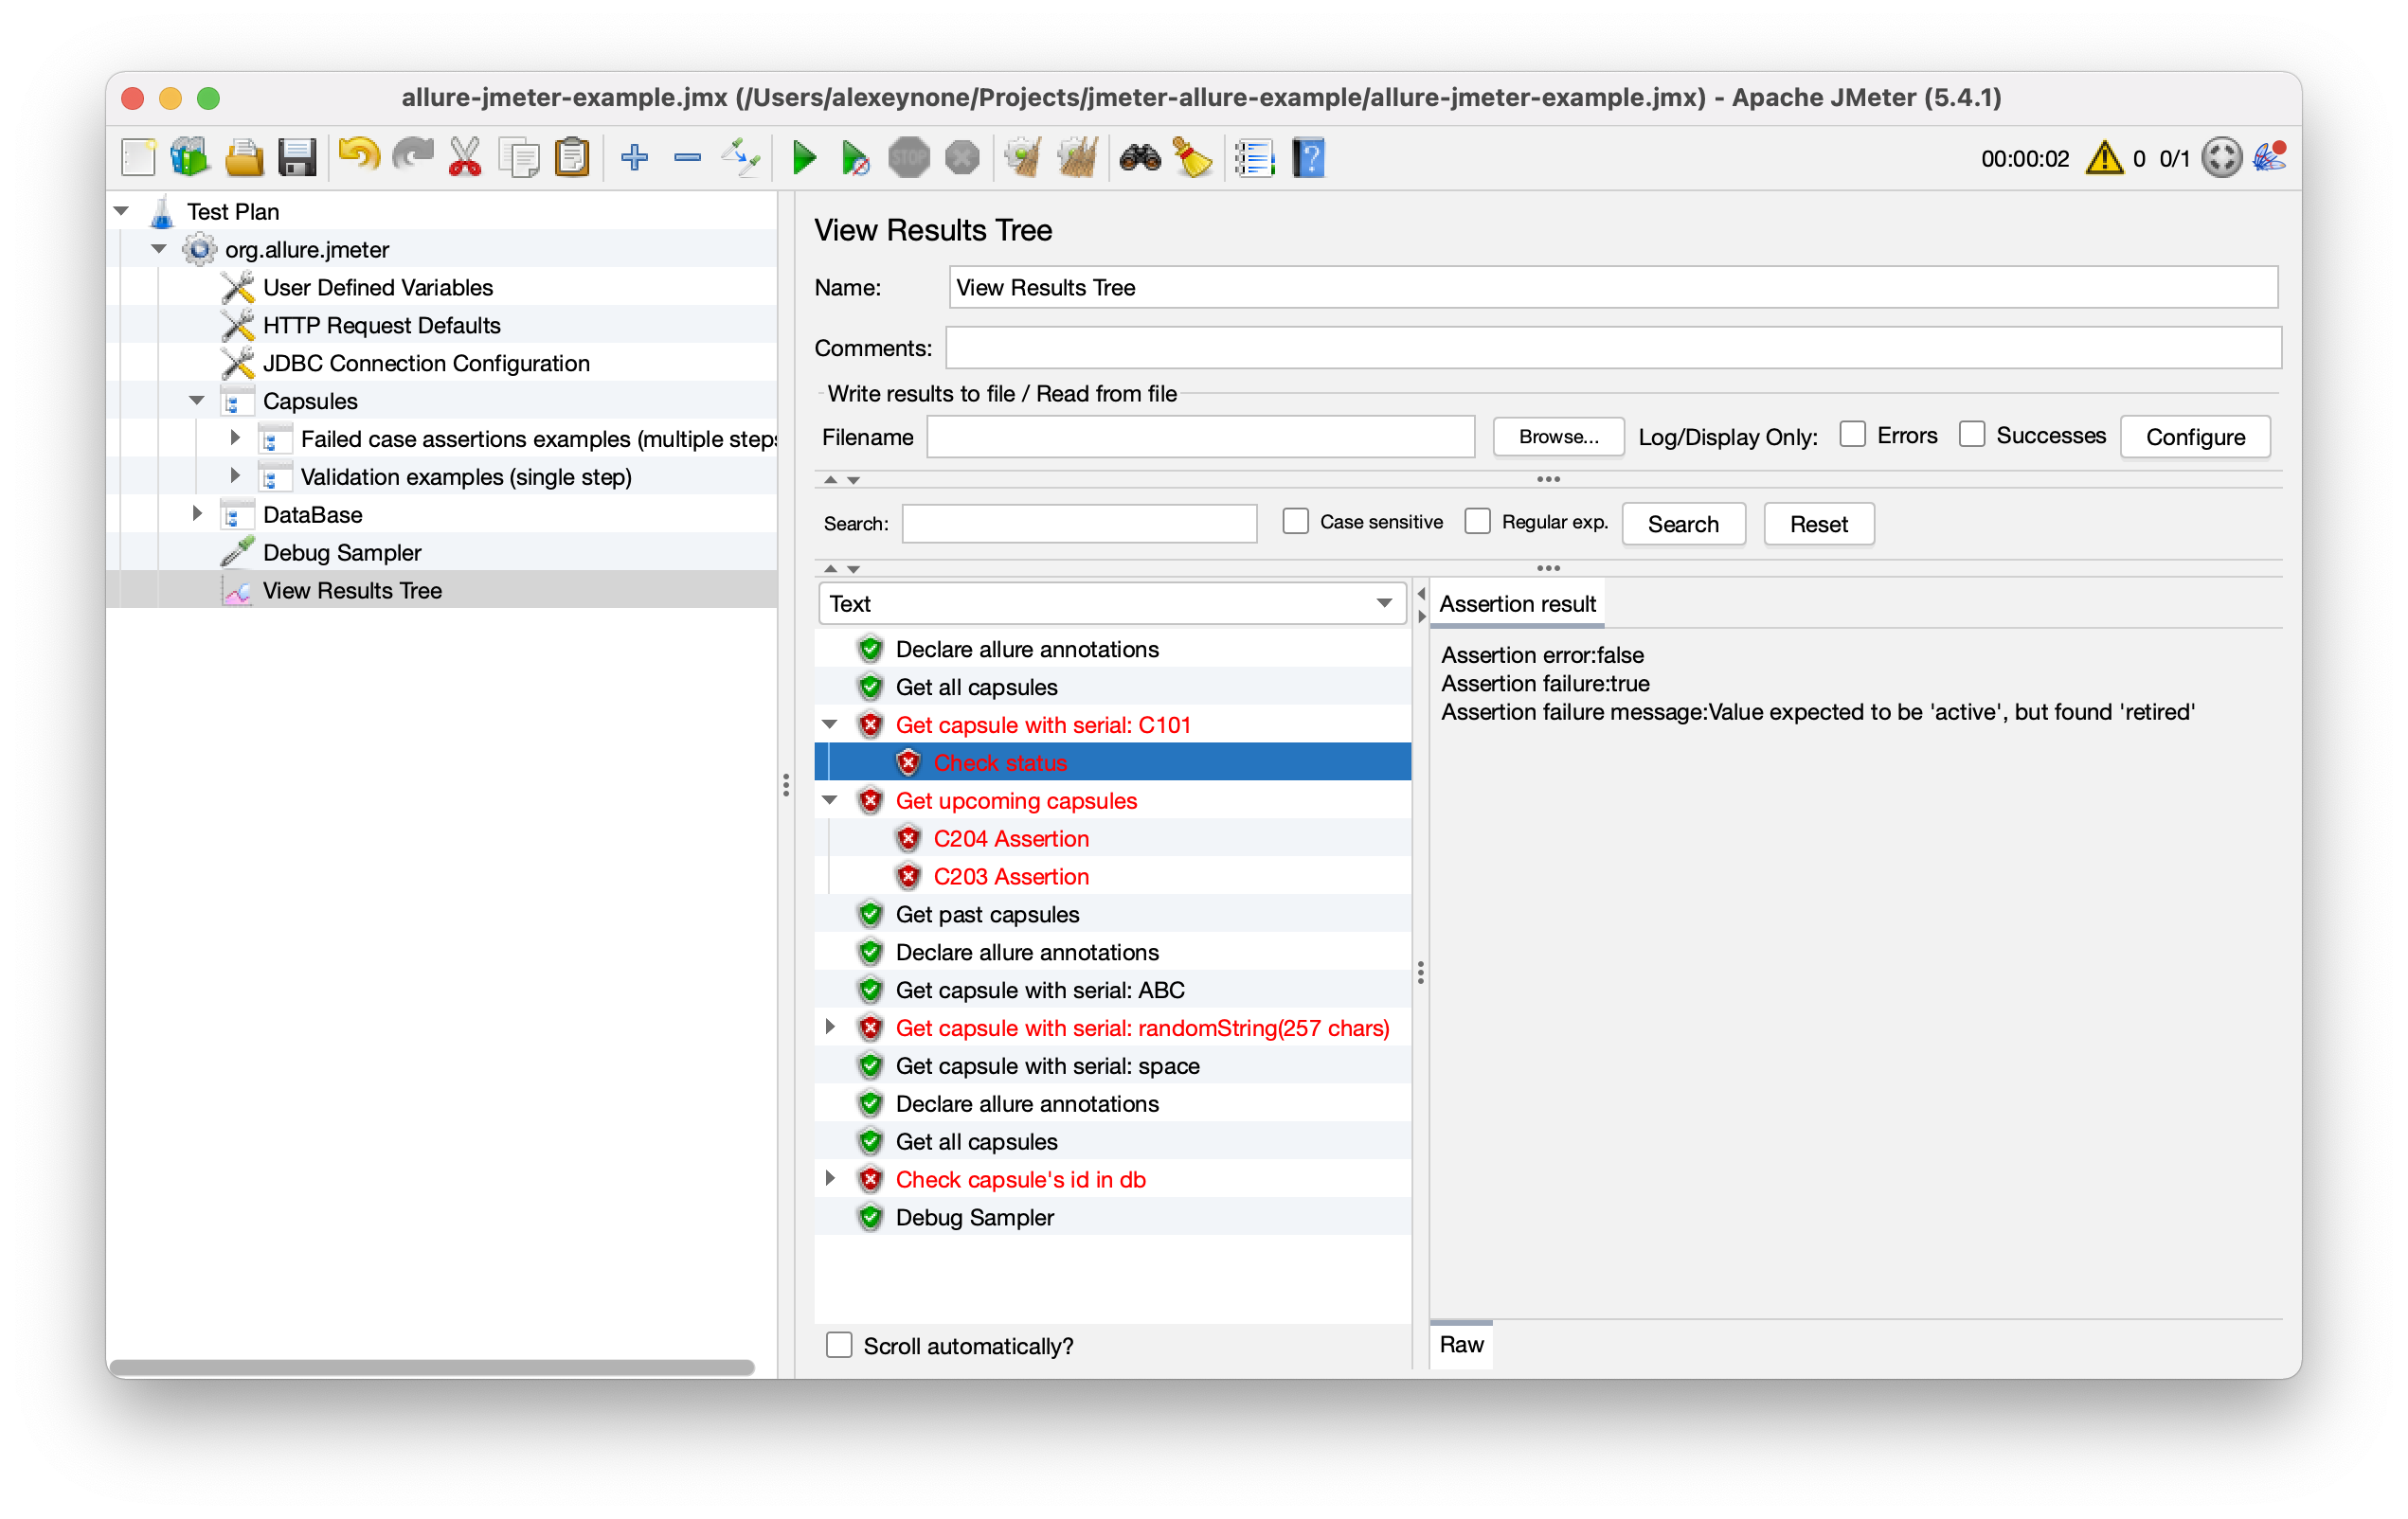 allure-jmeter-example.jmx (/Users/alexeynone/Projects/jmeter-allure-example/allure-jmeter-example.jmx) - Apache JMeter (5.4.1)
STOP
00:00:02 0 0/1
Test Plan
org.allure.jmeter
User Defined Variables
HTTP Request Defaults
JDBC Connection Configuration
Capsules
Failed case assertions examples (multiple steps
Validation examples (single step)
DataBase
Debug Sampler
View Results Tree
View Results Tree
Name: View Results Tree
Comments:
Write results to file / Read from file
Filename Browse... Log/Display Only: Errors Successes Configure
Search: Case sensitive Regular exp. Search Reset
Text
Declare allure annotations
Get all capsules
Get capsule with serial: C101
Check status
Get upcoming capsules
C204 Assertion
C203 Assertion
Get past capsules
Declare allure annotations
Get capsule with serial: ABC
Get capsule with serial: randomString(257 chars)
Get capsule with serial: space
Declare allure annotations
Get all capsules
Check capsule's id in db
Debug Sampler
Scroll automatically?
Assertion result
Assertion error:false
Assertion failure:true
Assertion failure message:Value expected to be 'active', but found 'retired'
Raw